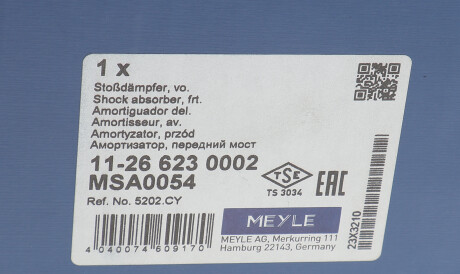 1 x
Stoßdämpfer, vo.
Shock absorber, frt.
Amortiguador del.
Amortisseur, av.
Amortyzator, przód
Амортизатор, передний мост
11-26 623 0002
MSA0054
Ref. No. 5202.CY
TSE
TS 3034
EAC
MEYLE
MEYLE AG, Merkurring 111
Hamburg 22143, Germany
4 040074 609170
23X3210